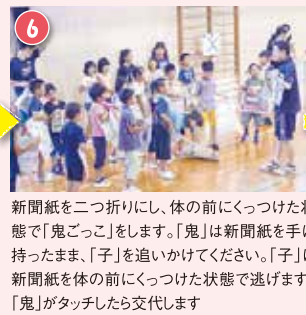 6
新聞紙を二つ折りにし、体の前にくっつけた状
態で「鬼ごっこ」をします。「鬼」は新聞紙を手に
持ったまま、「子」を追いかけてください。「子」は
新聞紙を体の前にくっつけた状態で逃げます
「鬼」がタッチしたら交代します